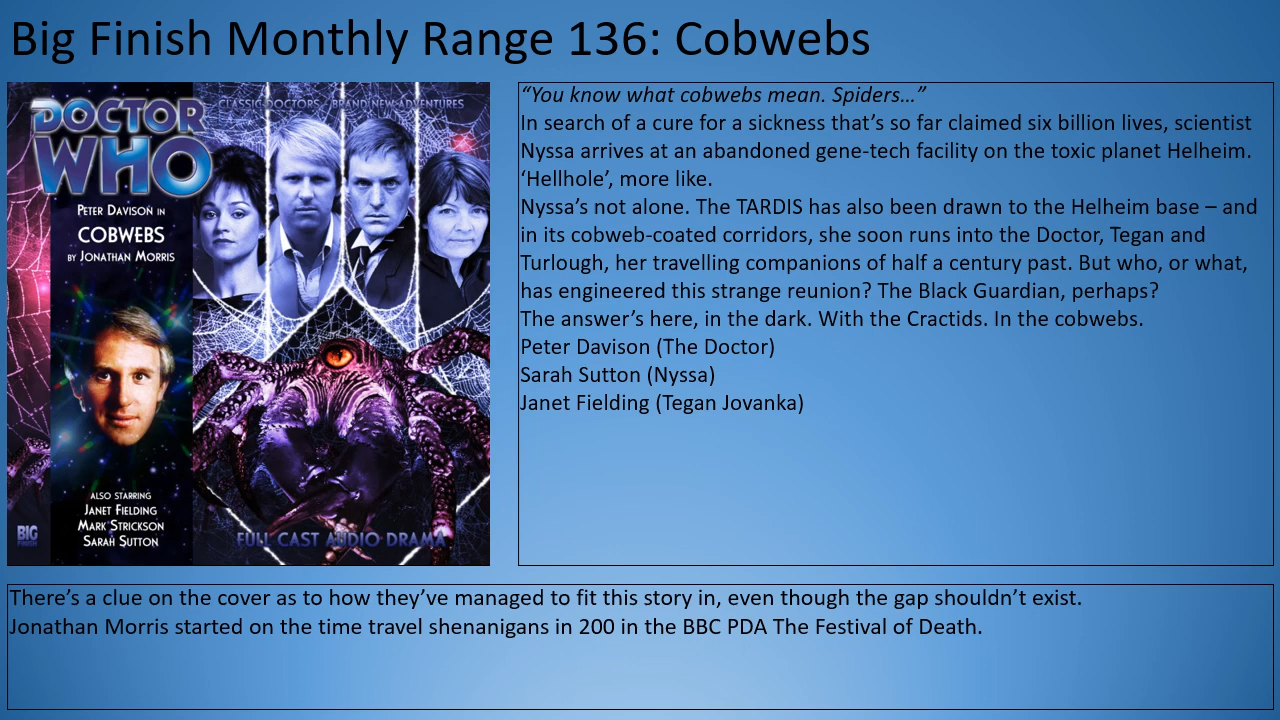 Big Finish Monthly Range 136: Cobwebs
DOCTOR
WHO
CLASSIC DOCTORS · BRAND NEW ADVENTURES
PETER DAVISON IN
COBWEBS
BY JONATHAN MORRIS
ALSO STARRING
JANET FIELDING
MARK STRICKSON
SARAH SUTTON
BIG
FINISH
FULL CAST AUDIO DRAMA
“You know what cobwebs mean. Spiders…”
In search of a cure for a sickness that’s so far claimed six billion lives, scientist
Nyssa arrives at an abandoned gene-tech facility on the toxic planet Helheim.
‘Hellhole’, more like.
Nyssa’s not alone. The TARDIS has also been drawn to the Helheim base – and
in its cobweb-coated corridors, she soon runs into the Doctor, Tegan and
Turlough, her travelling companions of half a century past. But who, or what,
has engineered this strange reunion? The Black Guardian, perhaps?
The answer’s here, in the dark. With the Cractids. In the cobwebs.
Peter Davison (The Doctor)
Sarah Sutton (Nyssa)
Janet Fielding (Tegan Jovanka)
There’s a clue on the cover as to how they’ve managed to fit this story in, even though the gap shouldn’t exist.
Jonathan Morris started on the time travel shenanigans in 200 in the BBC PDA The Festival of Death.